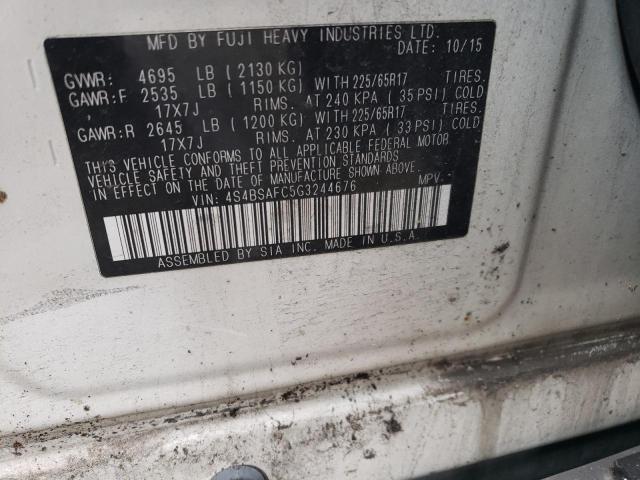 MFD BY FUJI HEAVY INDUSTRIES LTD.
DATE: 10/15
GVWR: 4695 LB ( 2130 KG)
GAWR:F 2535 LB ( 1150 KG) WITH 225/65R17 TIRES.
, 17X7J RIMS. AT 240 KPA ( 35 PSI) COLD
GAWR:R 2645 LB ( 1200 KG) WITH 225/65R17 TIRES.
17X7J RIMS. AT 230 KPA ( 33 PSI) COLD
THIS VEHICLE CONFORMS TO ALL APPLICABLE FEDERAL MOTOR
VEHICLE SAFETY AND THEFT PREVENTION STANDARDS
IN EFFECT ON THE DATE OF MANUFACTURE SHOWN ABOVE.
VIN: 4S4BSAFC5G3244676 MPV
ASSEMBLED BY SIA INC. MADE IN U.S.A.